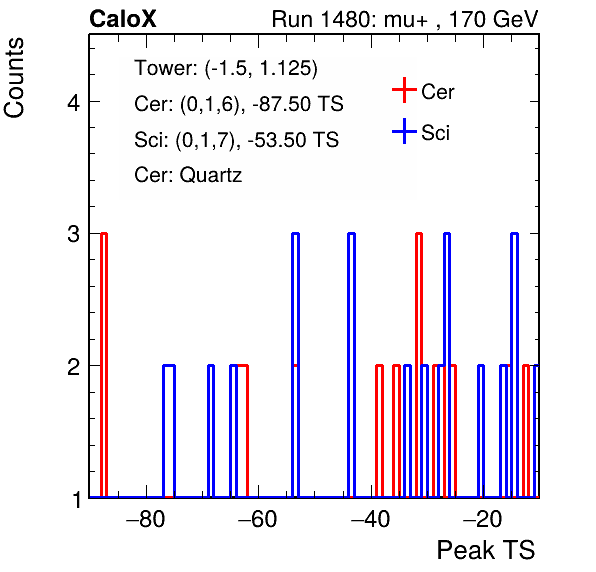 CaloX Run 1480: mu+ , 170 GeV
Counts
Tower: (-1.5, 1.125)
Cer: (0,1,6), -87.50 TS
Sci: (0,1,7), -53.50 TS
Cer: Quartz
Cer
Sci
4
3
2
1
−80 −60 −40 −20
Peak TS